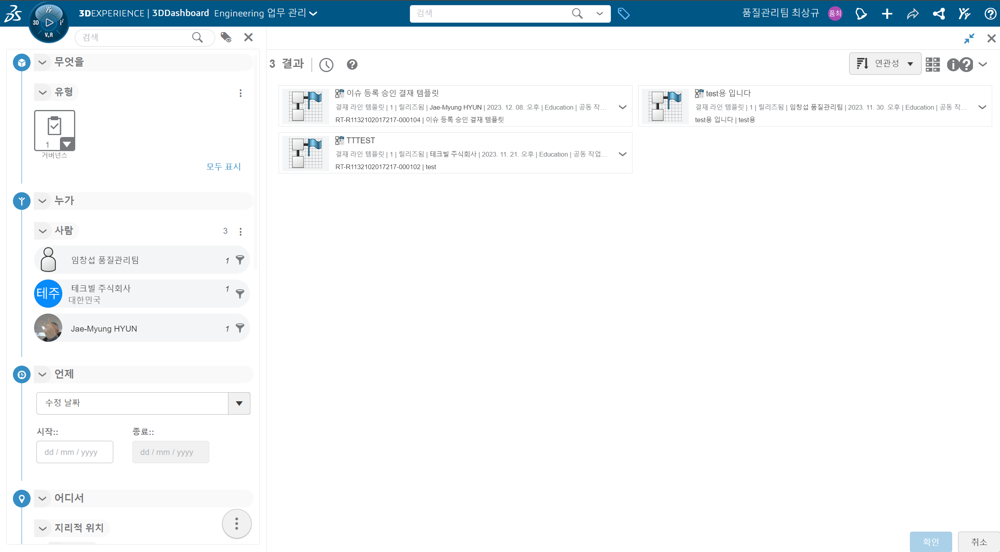 3DEXPERIENCE | 3DDashboard Engineering 업무 관리
검색
품질관리팀 최상규 품최
3D V.R
검색
무엇을
유형
1
거버넌스
모두 표시
누가
사람 3
임창섭 품질관리팀 1
테주 테크빌 주식회사 1
대한민국
Jae-Myung HYUN 1
언제
수정 날짜
시작:: 종료::
dd / mm / yyyy dd / mm / yyyy
어디서
지리적 위치
3 결과
연관성
이슈 등록 승인 결재 템플릿
결재 라인 템플릿 | 1 | 릴리즈됨 | Jae-Myung HYUN | 2023. 12. 08. 오후 | Education | 공동 작...
RT-R1132102017217-000104 | 이슈 등록 승인 결재 템플릿
test용 입니다
결재 라인 템플릿 | 1 | 릴리즈됨 | 임창섭 품질관리팀 | 2023. 11. 30. 오후 | Education | 공동 작...
test용 입니다 | test용
TTTEST
결재 라인 템플릿 | 1 | 릴리즈됨 | 테크빌 주식회사 | 2023. 11. 21. 오후 | Education | 공동 작업...
RT-R1132102017217-000102 | test
확인 취소